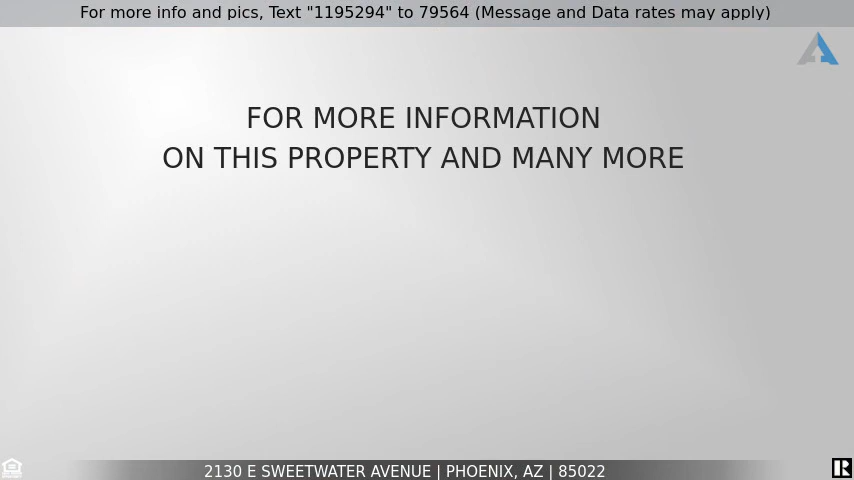 For more info and pics, Text "1195294" to 79564 (Message and Data rates may apply)
FOR MORE INFORMATION
ON THIS PROPERTY AND MANY MORE
2130 E SWEETWATER AVENUE | PHOENIX, AZ | 85022